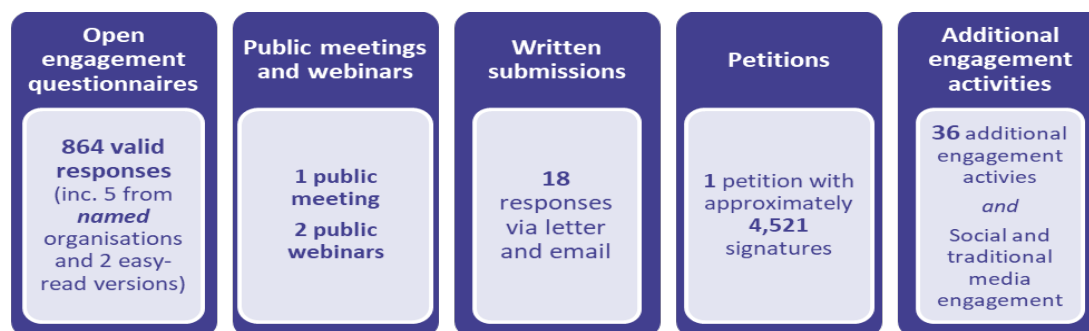 Open
engagement
questionnaires
864 valid
responses
(inc. 5 from
named
organisations
and 2 easy-
read versions)
Public meetings
and webinars
1 public
meeting
2 public
webinars
Written
submissions
18
responses
via letter
and email
Petitions
1 petition with
approximately
4,521
signatures
Additional
engagement
activities
36 additional
engagement
activies
and
Social and
traditional
media
engagement